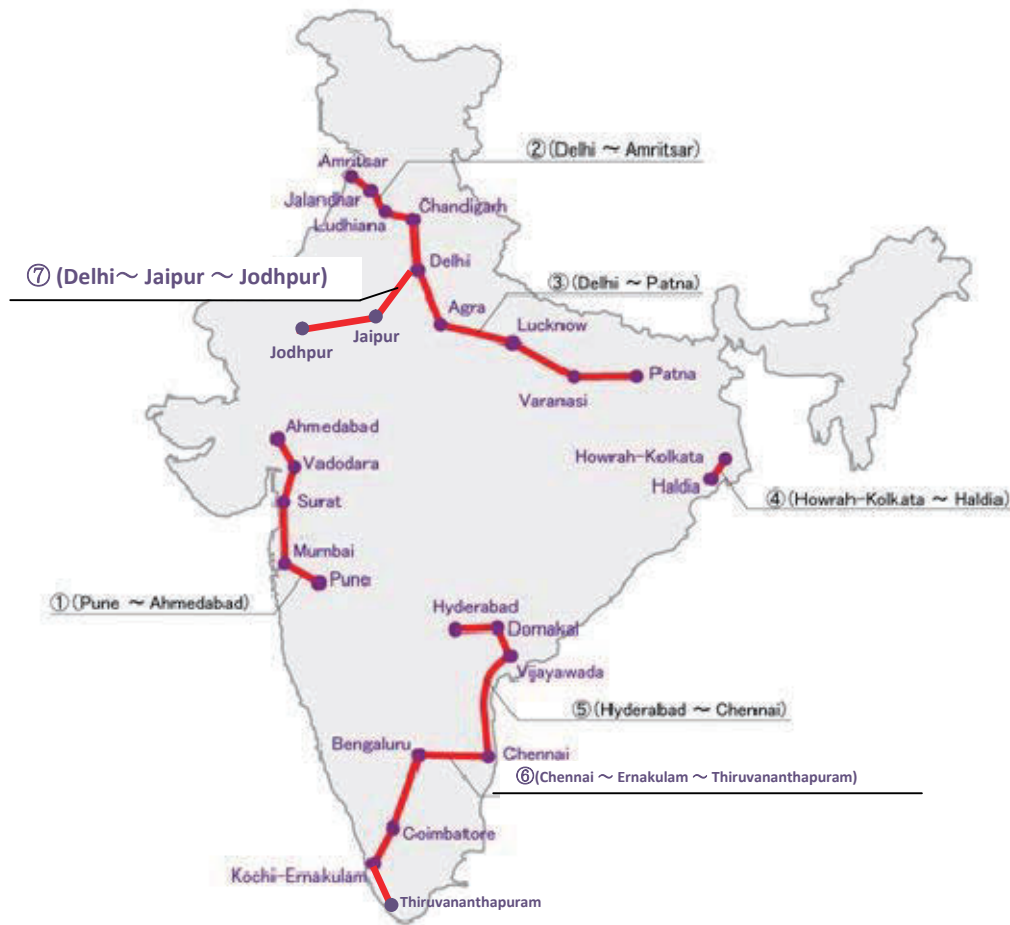 ② (Delhi ～ Amritsar)
Amritsar
Jalandhar
Ludhiana
Chandigarh
⑦ (Delhi～ Jaipur ～ Jodhpur)
Delhi
③ (Delhi ～ Patna)
Agra
Lucknow
Jaipur
Jodhpur
Patna
Varanasi
Ahmedabad
Vadodara
Howrah-Kolkata
Haldia
④ (Howrah-Kolkata ～ Haldia)
Surat
Mumbai
Pune
① (Pune ～ Ahmedabad)
Hyderabad
Dornakal
Vijayawada
⑤ (Hyderabad ～ Chennai)
Bengaluru
Chennai
⑥(Chennai ～ Ernakulam ～ Thiruvananthapuram)
Coimbatore
Kochi-Ernakulam
Thiruvananthapuram